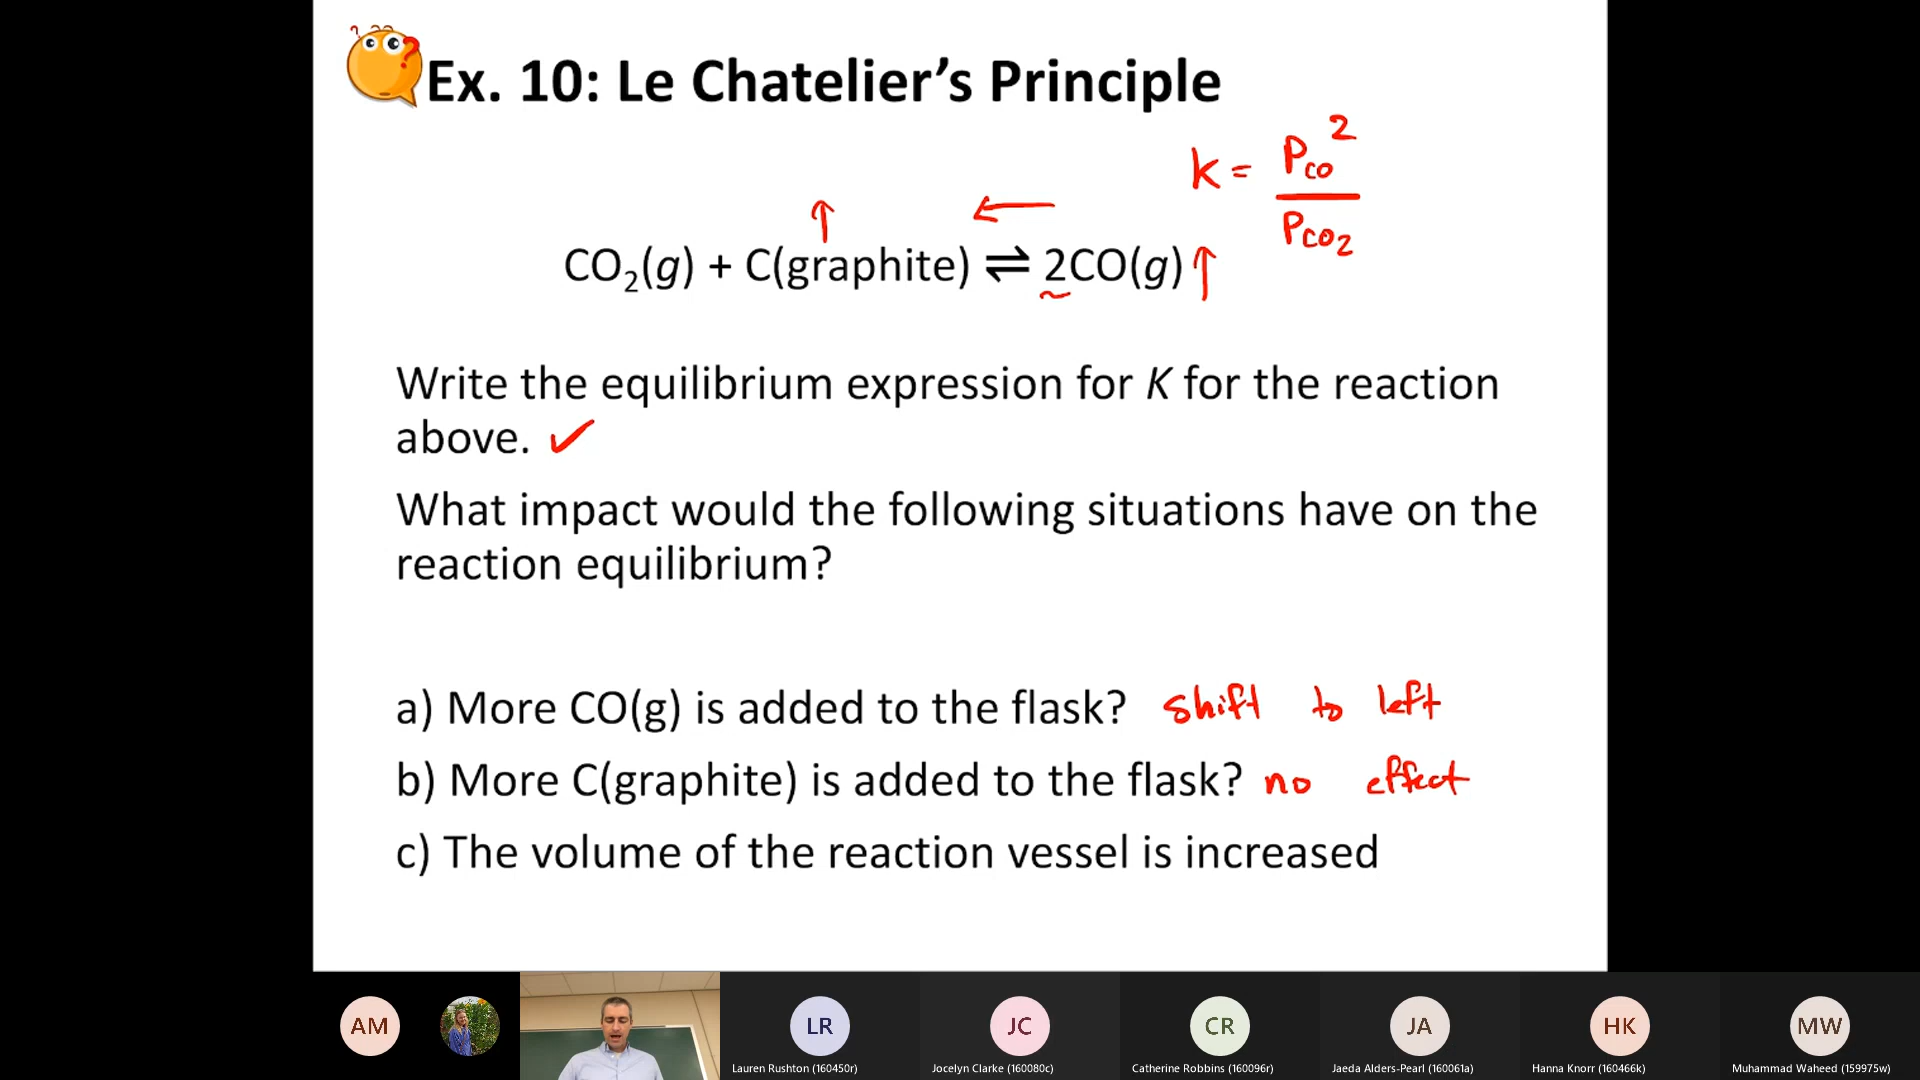 Ex. 10: Le Chatelier's Principle
K = P_CO^2 / P_CO2
↑ ←
CO₂(g) + C(graphite) ⇌ 2CO(g) ↑
Write the equilibrium expression for K for the reaction
above. ✓
What impact would the following situations have on the
reaction equilibrium?
a) More CO(g) is added to the flask? shift to left
b) More C(graphite) is added to the flask? no effect
c) The volume of the reaction vessel is increased
AM LR JC CR JA HK MW
Lauren Rushton (160450r) Jocelyn Clarke (160080c) Catherine Robbins (160096r) Jaeda Alders-Pearl (160061a) Hanna Knorr (160466k) Muhammad Waheed (159975w)